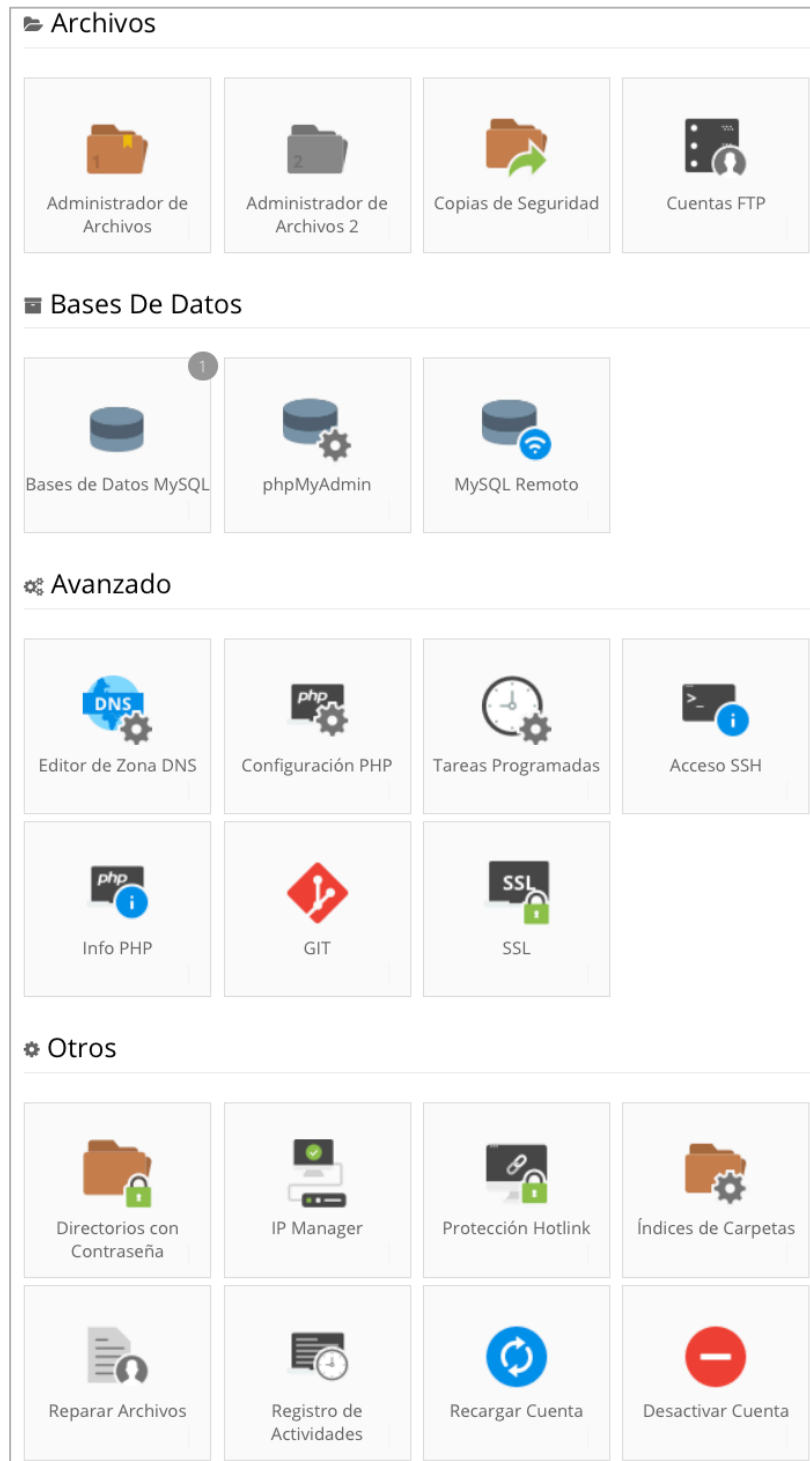 Archivos
1
2
Administrador de
Archivos
Administrador de
Archivos 2
Copias de Seguridad
Cuentas FTP
Bases De Datos
1
Bases de Datos MySQL
phpMyAdmin
MySQL Remoto
Avanzado
DNS
php
>_
i
Editor de Zona DNS
Configuración PHP
Tareas Programadas
Acceso SSH
php
i
SSL
Info PHP
GIT
SSL
Otros
Directorios con
Contraseña
IP Manager
Protección Hotlink
Índices de Carpetas
Reparar Archivos
Registro de
Actividades
Recargar Cuenta
Desactivar Cuenta